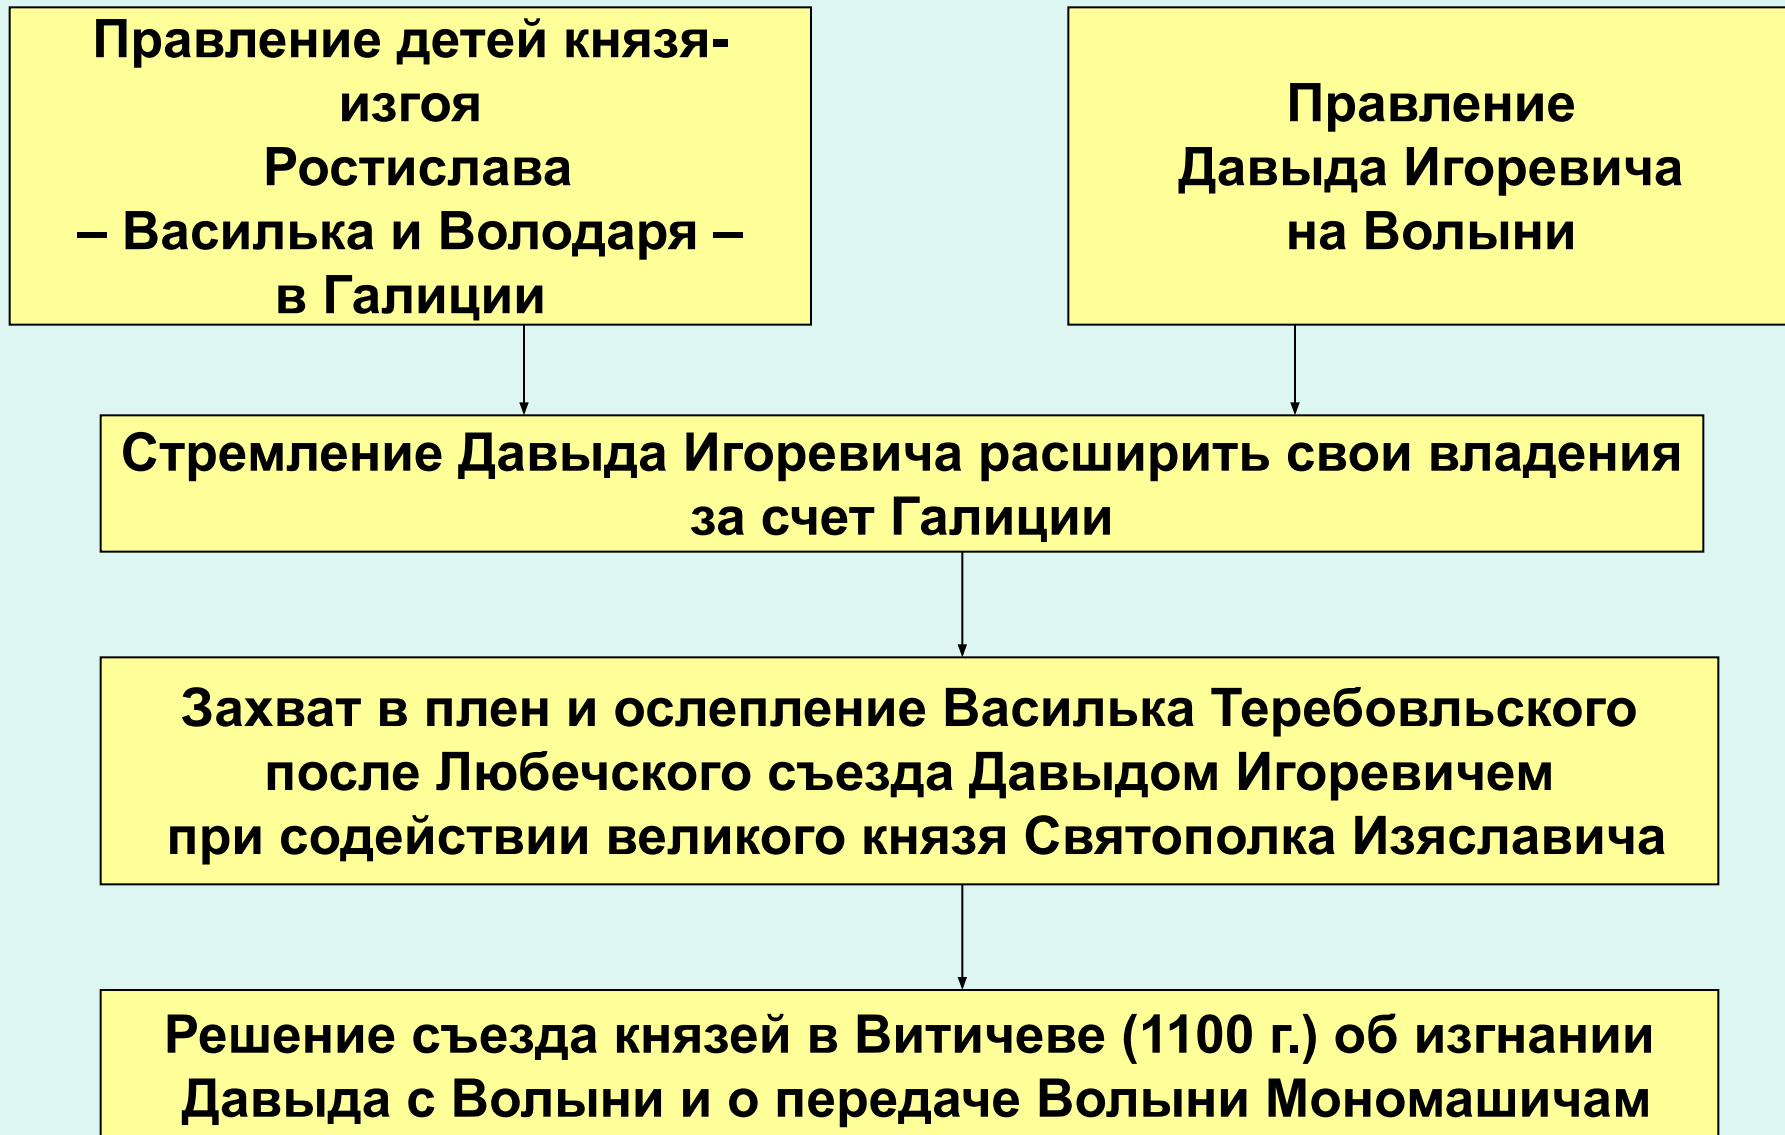 Правление детей князя-
изгоя
Ростислава
– Василька и Володаря –
в Галиции
Правление
Давыда Игоревича
на Волыни
Стремление Давыда Игоревича расширить свои владения
за счет Галиции
Захват в плен и ослепление Василька Теребовльского
после Любечского съезда Давыдом Игоревичем
при содействии великого князя Святополка Изяславича
Решение съезда князей в Витичеве (1100 г.) об изгнании
Давыда с Волыни и о передаче Волыни Мономашичам